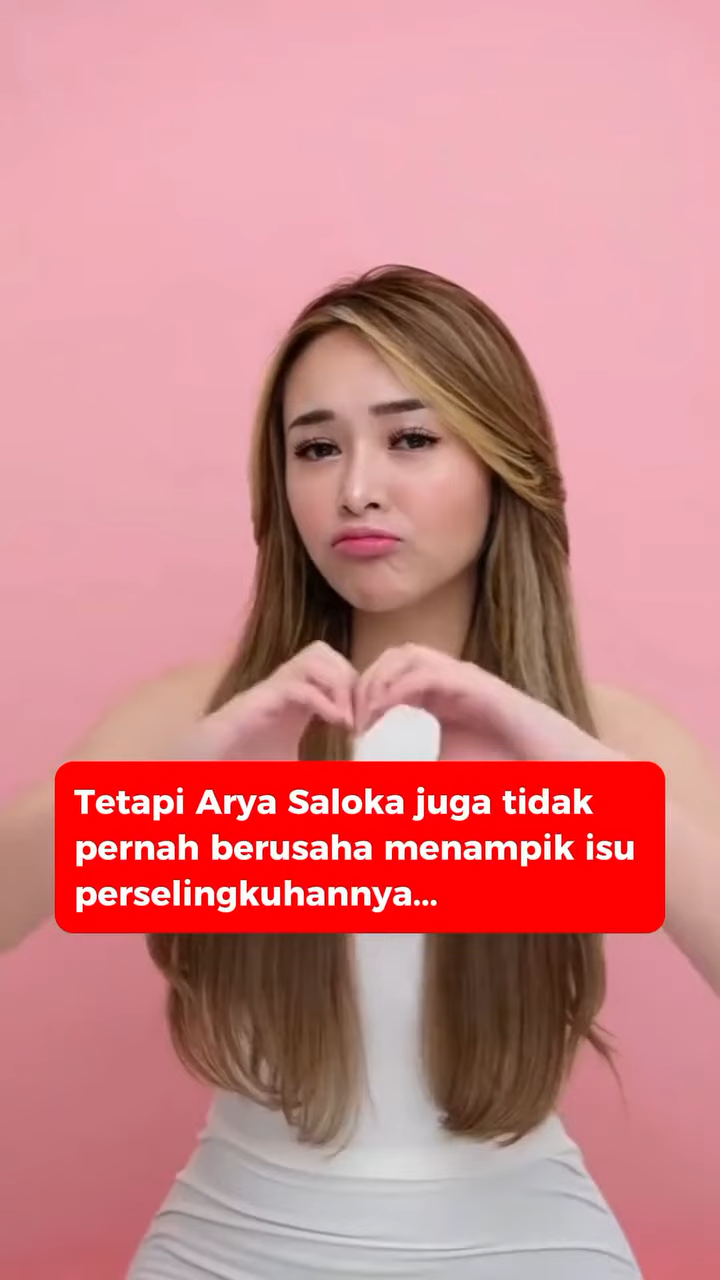 Tetapi Arya Saloka juga tidak
pernah berusaha menampik isu
perselingkuhannya...